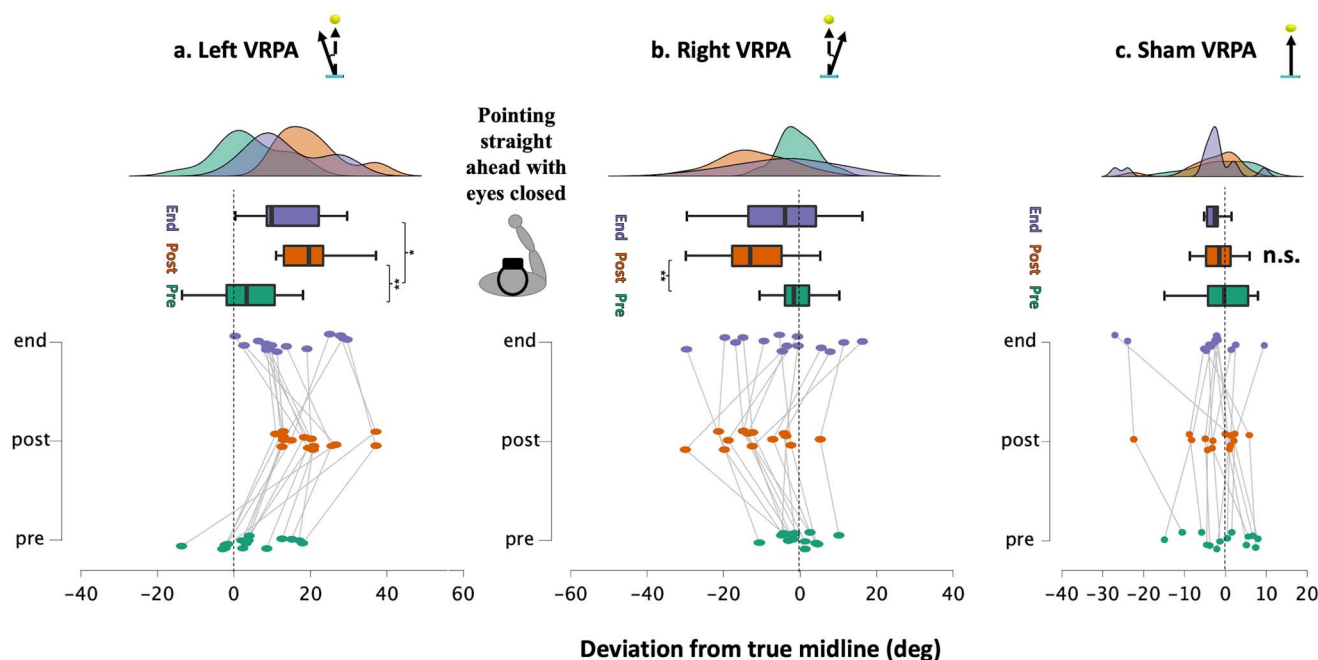 a. Left VRPA
b. Right VRPA
c. Sham VRPA
Pointing
straight
ahead with
eyes closed
End
Post
Pre
*
**
End
Post
Pre
**
End
Post
Pre
n.s.
end
post
pre
end
post
pre
end
post
pre
−40 −20 0 20 40 60
−60 −40 −20 0 20 40
−40 −30 −20 −10 0 10 20
Deviation from true midline (deg)